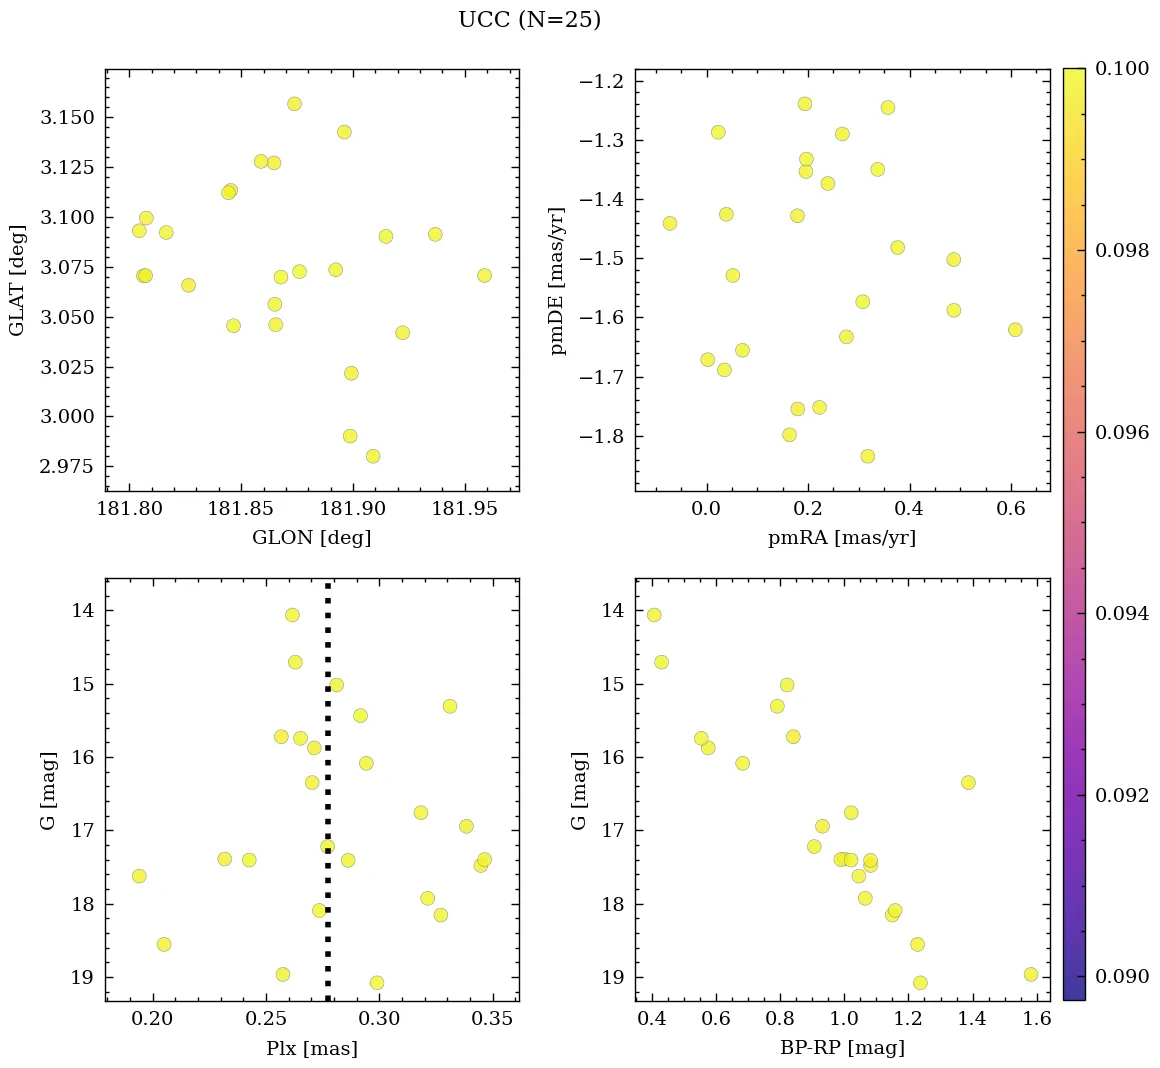 UCC (N=25)
3.150
3.125
3.100
3.075
3.050
3.025
3.000
2.975
GLAT [deg]
181.80 181.85 181.90 181.95
GLON [deg]
−1.2
−1.3
−1.4
−1.5
−1.6
−1.7
−1.8
pmDE [mas/yr]
0.0 0.2 0.4 0.6
pmRA [mas/yr]
14
15
16
17
18
19
G [mag]
0.20 0.25 0.30 0.35
Plx [mas]
14
15
16
17
18
19
G [mag]
0.4 0.6 0.8 1.0 1.2 1.4 1.6
BP-RP [mag]
0.100
0.098
0.096
0.094
0.092
0.090